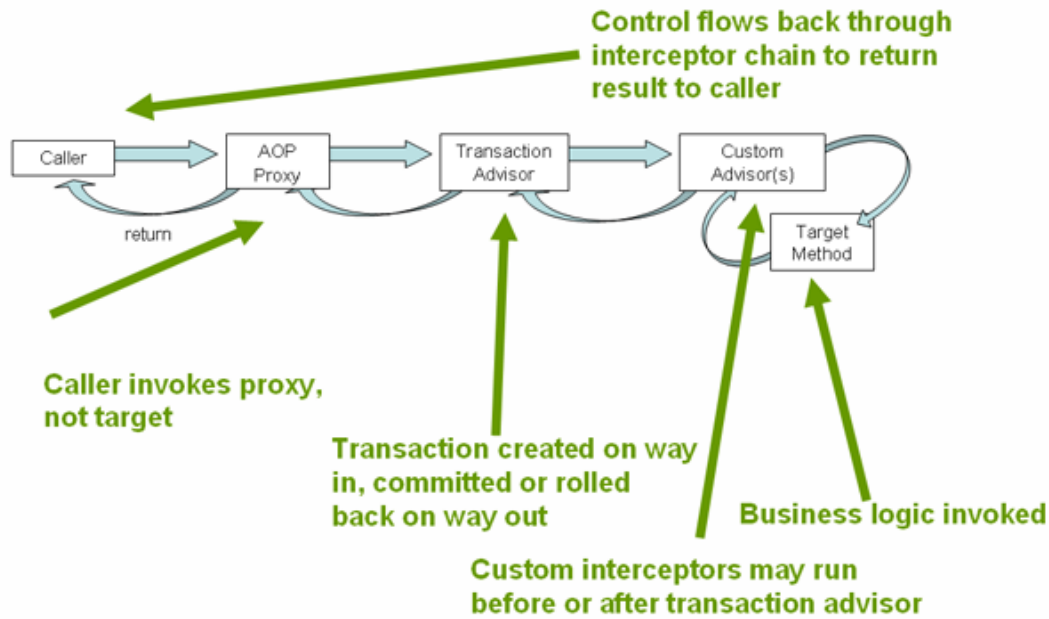 Control flows back through
interceptor chain to return
result to caller
Caller
AOP
Proxy
Transaction
Advisor
Custom
Advisor(s)
return
Target
Method
Caller invokes proxy,
not target
Transaction created on way
in, committed or rolled
back on way out
Business logic invoked
Custom interceptors may run
before or after transaction advisor